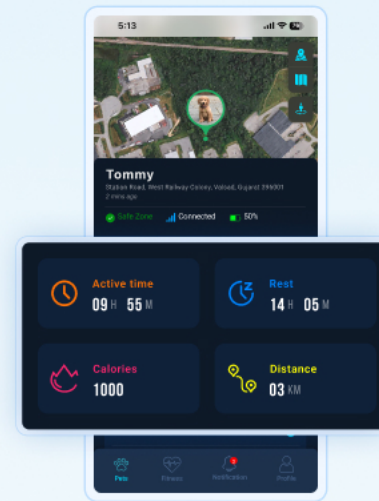 5:13
Tommy
Station Road, West Railway Colony, Valsad, Gujarat 396001
2 mins ago
Safe Zone Connected 50%
Active time
09 H 55 M
Rest
14 H 05 M
Calories
1000
Distance
03 KM
Pets Fitness Notification Profile